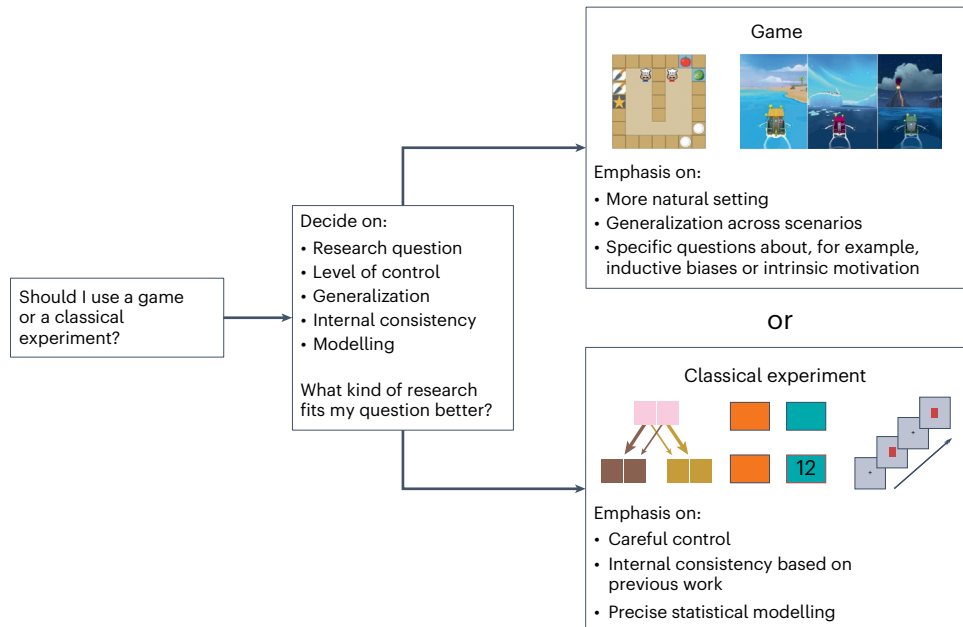 Should I use a game
or a classical
experiment?
Decide on:
• Research question
• Level of control
• Generalization
• Internal consistency
• Modelling
What kind of research
fits my question better?
Game
Emphasis on:
• More natural setting
• Generalization across scenarios
• Specific questions about, for example,
inductive biases or intrinsic motivation
or
Classical experiment
12
Emphasis on:
• Careful control
• Internal consistency based on
previous work
• Precise statistical modelling